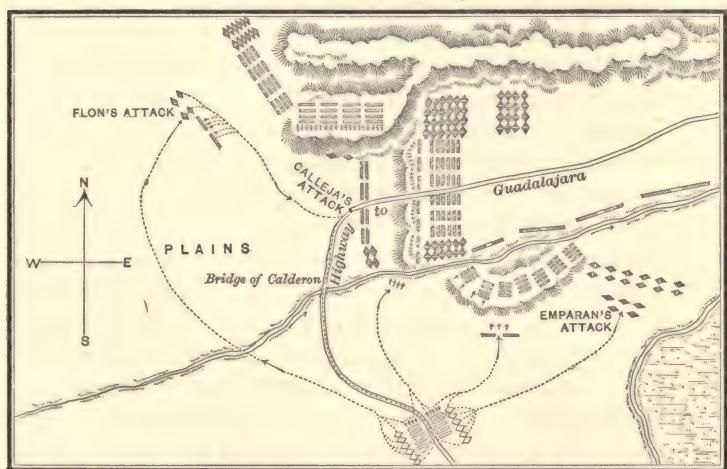 FLON'S ATTACK
N
W
E
S
PLAINS
CALLEJA'S
ATTACK
Highway
to
Guadalajara
Bridge of Calderon
EMPARAN'S
ATTACK